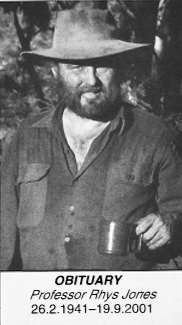 OBITUARY
Professor Rhys Jones
26.2.1941–19.9.2001